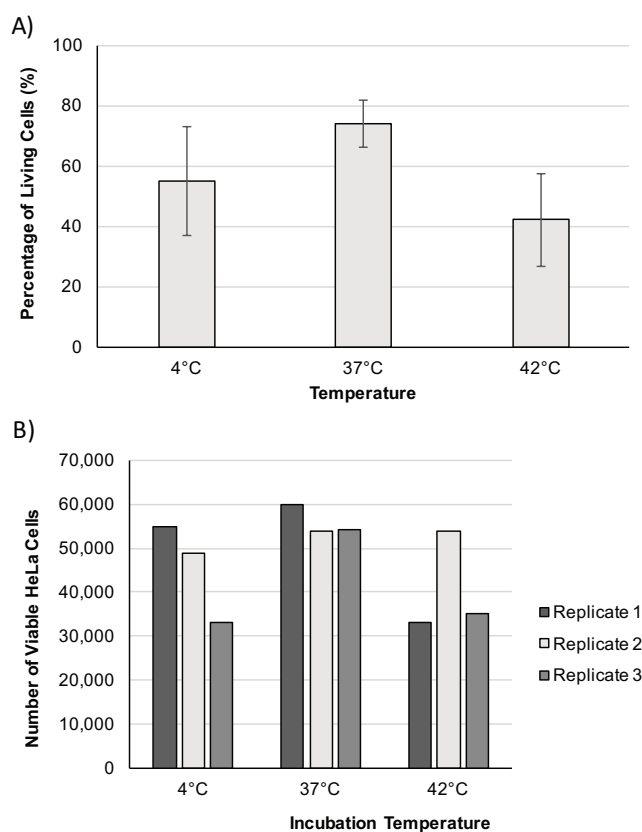 A)
Percentage of Living Cells (%)
100
80
60
40
20
0
4°C 37°C 42°C
Temperature
B)
Number of Viable HeLa Cells
70,000
60,000
50,000
40,000
30,000
20,000
10,000
0
4°C 37°C 42°C
Incubation Temperature
Replicate 1
Replicate 2
Replicate 3